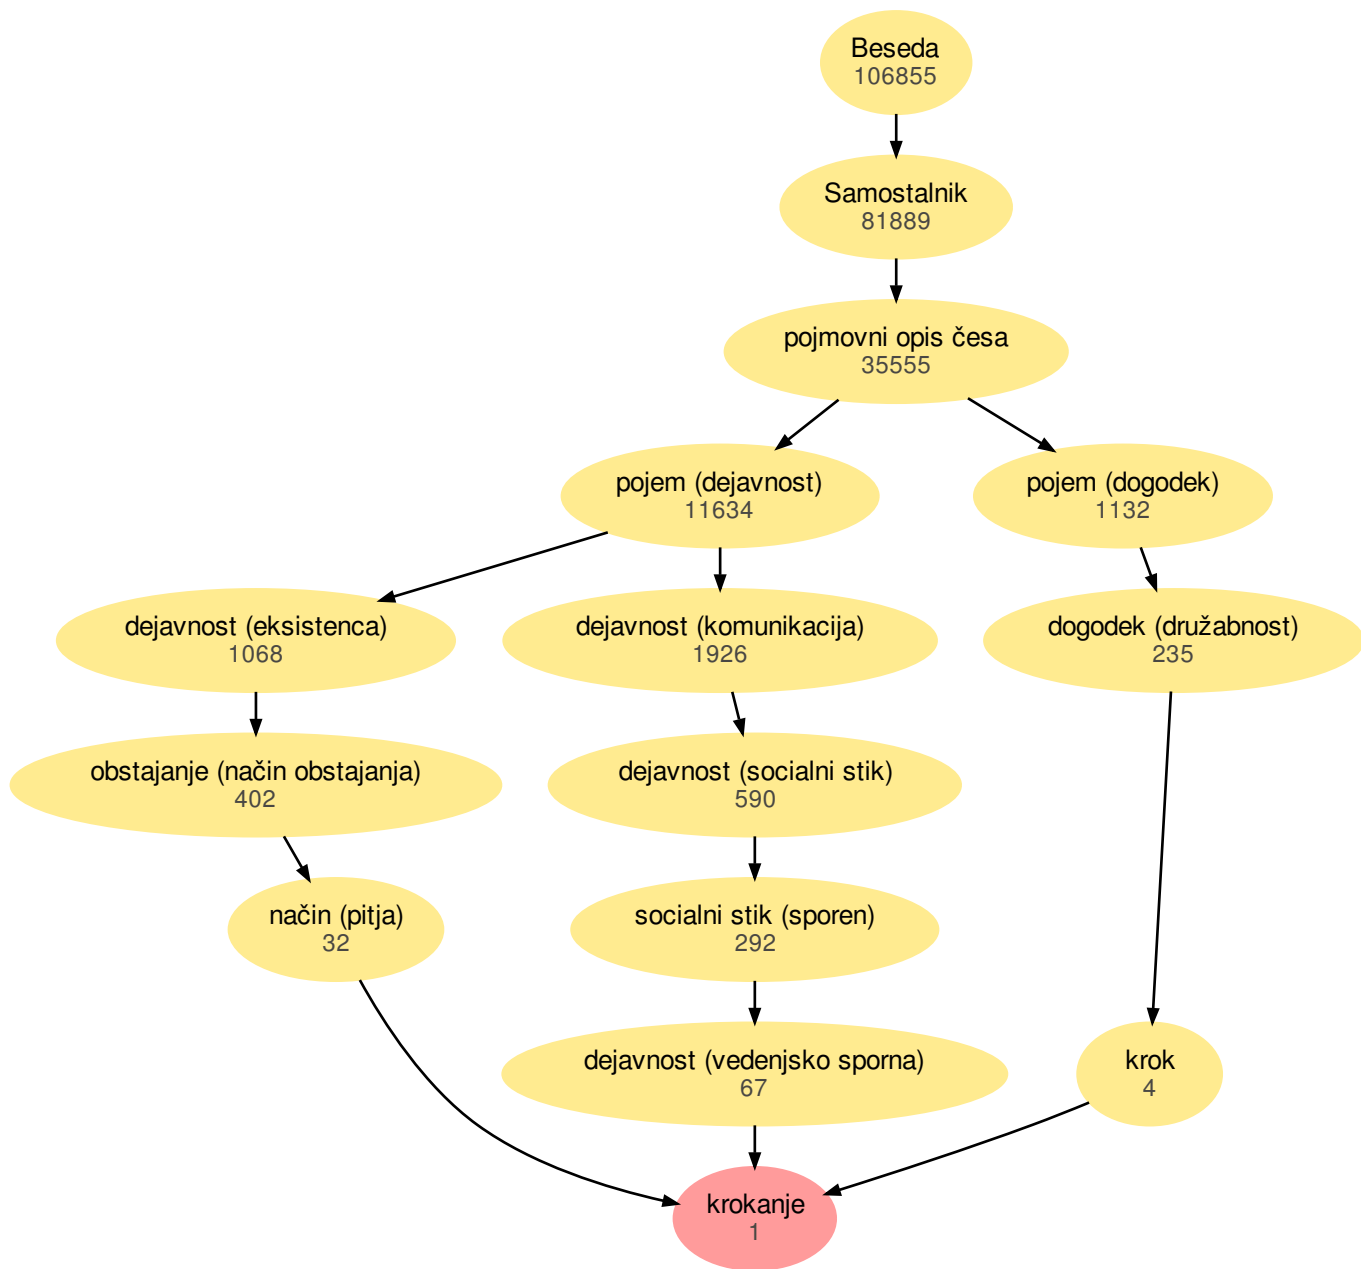 Beseda
106855
Samostalnik
81889
pojmovni opis česa
35555
pojem (dejavnost)
11634
pojem (dogodek)
1132
dejavnost (eksistenca)
1068
dejavnost (komunikacija)
1926
dogodek (družabnost)
235
obstajanje (način obstajanja)
402
dejavnost (socialni stik)
590
način (pitja)
32
socialni stik (sporen)
292
dejavnost (vedenjsko sporna)
67
krok
4
krokanje
1